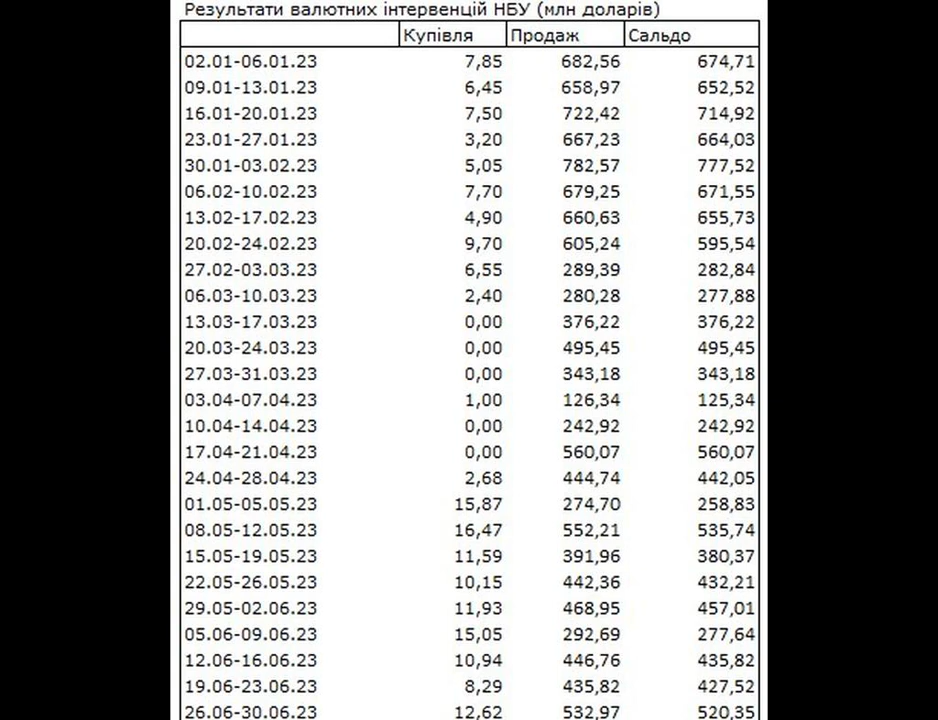 Результати валютних інтервенцій НБУ (млн доларів)
Купівля Продаж Сальдо
02.01-06.01.23 7,85 682,56 674,71
09.01-13.01.23 6,45 658,97 652,52
16.01-20.01.23 7,50 722,42 714,92
23.01-27.01.23 3,20 667,23 664,03
30.01-03.02.23 5,05 782,57 777,52
06.02-10.02.23 7,70 679,25 671,55
13.02-17.02.23 4,90 660,63 655,73
20.02-24.02.23 9,70 605,24 595,54
27.02-03.03.23 6,55 289,39 282,84
06.03-10.03.23 2,40 280,28 277,88
13.03-17.03.23 0,00 376,22 376,22
20.03-24.03.23 0,00 495,45 495,45
27.03-31.03.23 0,00 343,18 343,18
03.04-07.04.23 1,00 126,34 125,34
10.04-14.04.23 0,00 242,92 242,92
17.04-21.04.23 0,00 560,07 560,07
24.04-28.04.23 2,68 444,74 442,05
01.05-05.05.23 15,87 274,70 258,83
08.05-12.05.23 16,47 552,21 535,74
15.05-19.05.23 11,59 391,96 380,37
22.05-26.05.23 10,15 442,36 432,21
29.05-02.06.23 11,93 468,95 457,01
05.06-09.06.23 15,05 292,69 277,64
12.06-16.06.23 10,94 446,76 435,82
19.06-23.06.23 8,29 435,82 427,52
26.06-30.06.23 12,62 532,97 520,35